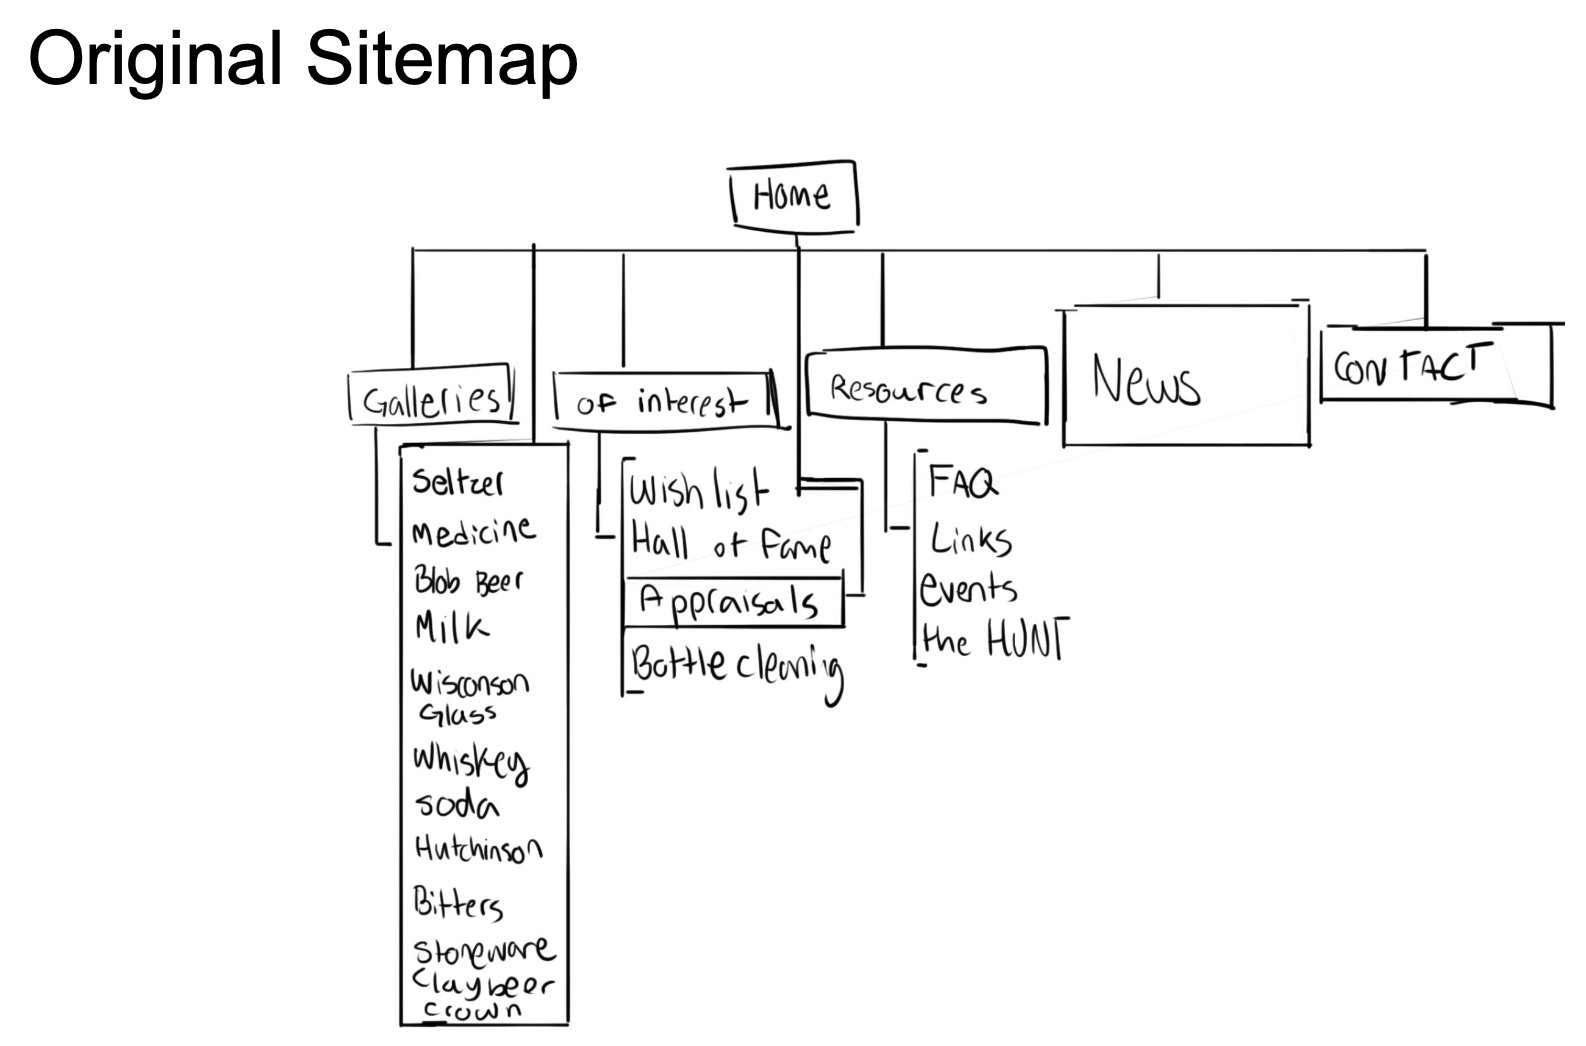 Original Sitemap
Home
Galleries
of interest
Resources
News
CONTACT
Seltzer
Medicine
Blob Beer
Milk
Wisconson
Glass
Whiskey
soda
Hutchinson
Bitters
Stoneware
Clay beer
Crown
Wish list
Hall of Fame
Appraisals
Bottle cleaning
FAQ
Links
events
the HUNT